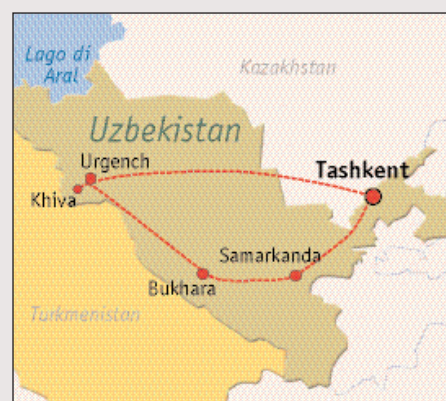 Lago di
Aral
Kazakhstan
Uzbekistan
Urgench
Tashkent
Khiva
Samarkanda
Bukhara
Turkmenistan